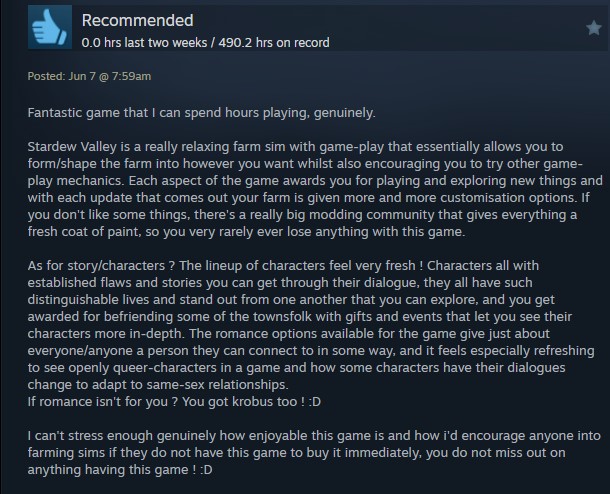 Recommended
0.0 hrs last two weeks / 490.2 hrs on record
Posted: Jun 7 @ 7:59am
Fantastic game that I can spend hours playing, genuinely.
Stardew Valley is a really relaxing farm sim with game-play that essentially allows you to
form/shape the farm into however you want whilst also encouraging you to try other game-
play mechanics. Each aspect of the game awards you for playing and exploring new things and
with each update that comes out your farm is given more and more customisation options. If
you don't like some things, there's a really big modding community that gives everything a
fresh coat of paint, so you very rarely ever lose anything with this game.
As for story/characters ? The lineup of characters feel very fresh ! Characters all with
established flaws and stories you can get through their dialogue, they all have such
distinguishable lives and stand out from one another that you can explore, and you get
awarded for befriending some of the townsfolk with gifts and events that let you see their
characters more in-depth. The romance options available for the game give just about
everyone/anyone a person they can connect to in some way, and it feels especially refreshing
to see openly queer-characters in a game and how some characters have their dialogues
change to adapt to same-sex relationships.
If romance isn't for you ? You got krobus too ! :D
I can't stress enough genuinely how enjoyable this game is and how i'd encourage anyone into
farming sims if they do not have this game to buy it immediately, you do not miss out on
anything having this game ! :D